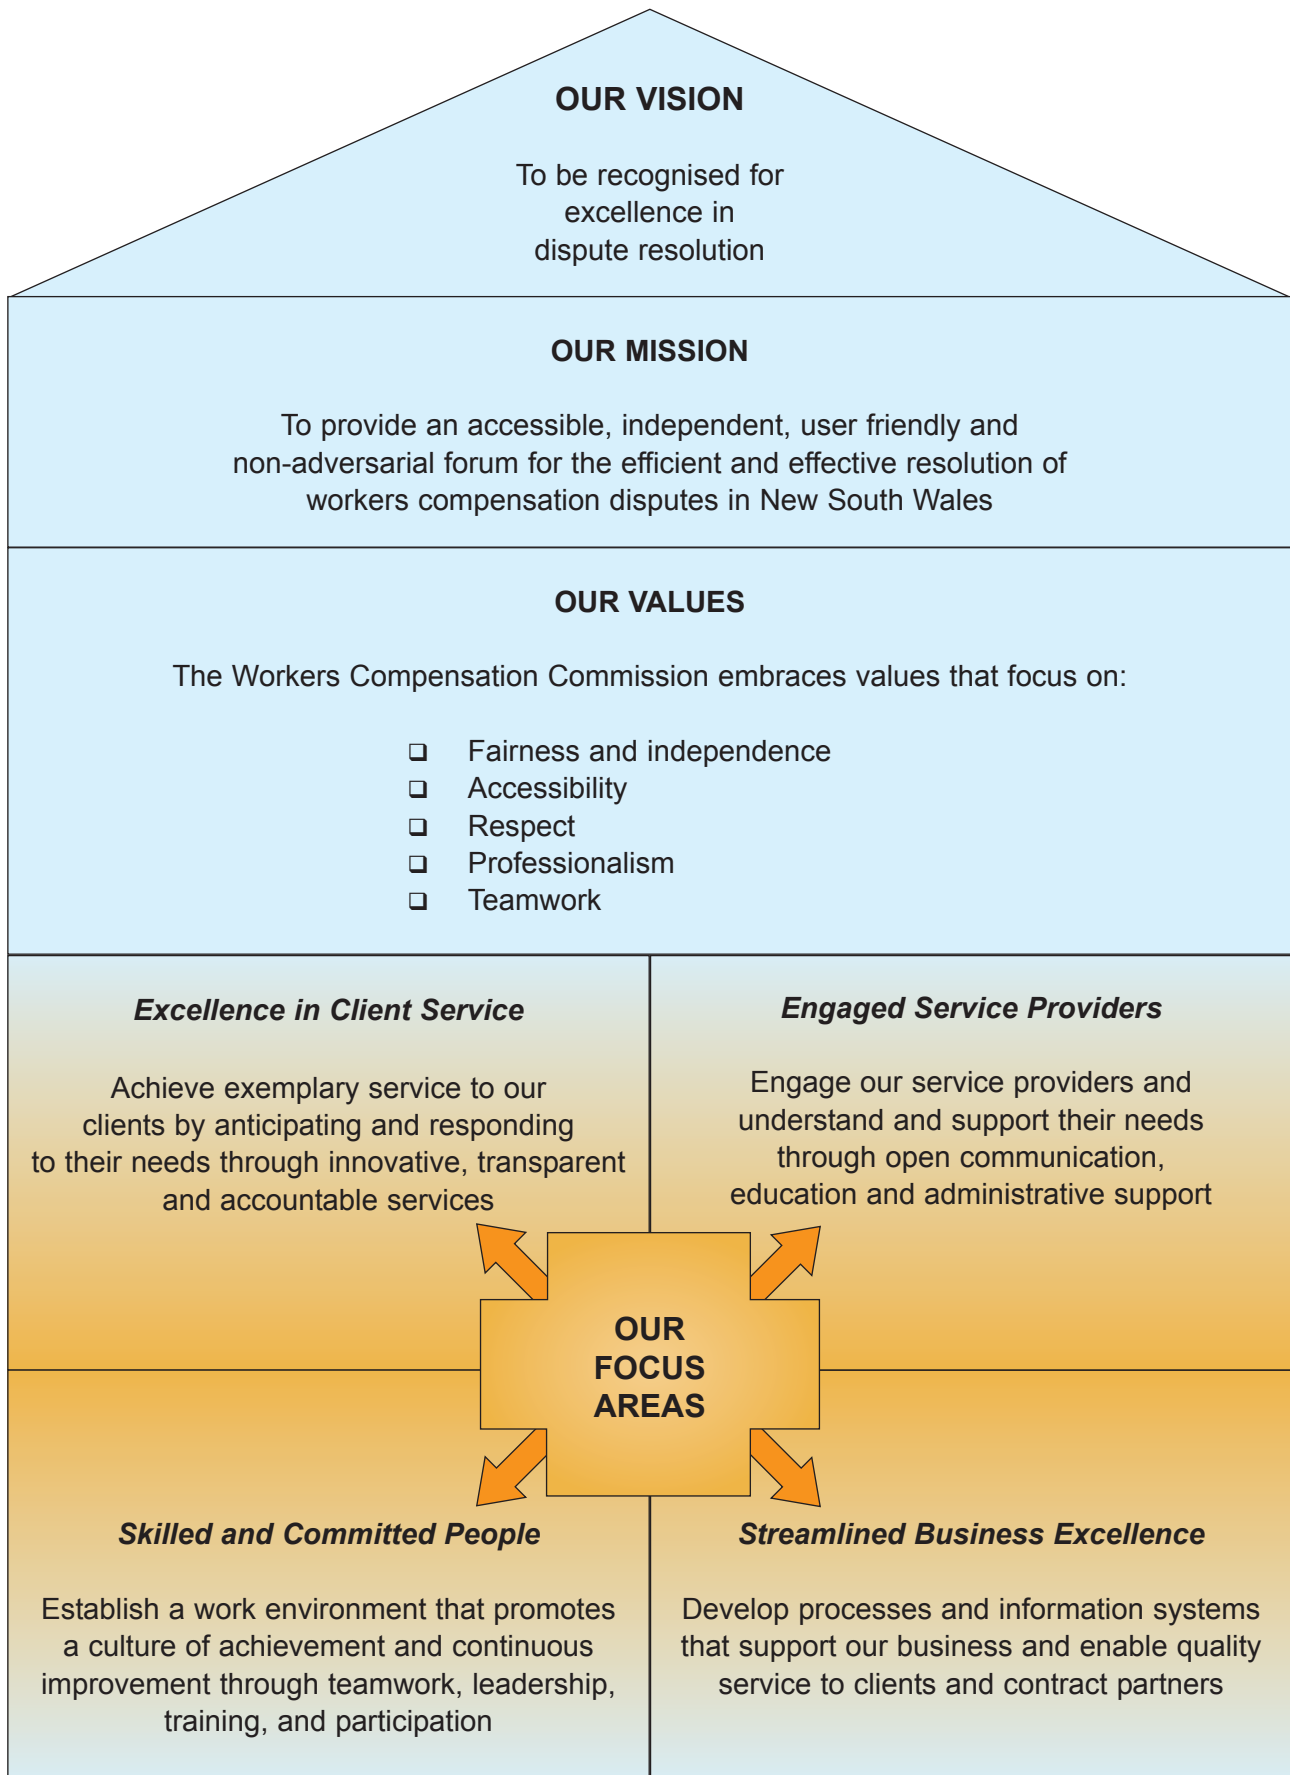 OUR VISION
To be recognised for
excellence in
dispute resolution
OUR MISSION
To provide an accessible, independent, user friendly and
non-adversarial forum for the efficient and effective resolution of
workers compensation disputes in New South Wales
OUR VALUES
The Workers Compensation Commission embraces values that focus on:
❑ Fairness and independence
❑ Accessibility
❑ Respect
❑ Professionalism
❑ Teamwork
Excellence in Client Service
Achieve exemplary service to our
clients by anticipating and responding
to their needs through innovative, transparent
and accountable services
Engaged Service Providers
Engage our service providers and
understand and support their needs
through open communication,
education and administrative support
OUR
FOCUS
AREAS
Skilled and Committed People
Establish a work environment that promotes
a culture of achievement and continuous
improvement through teamwork, leadership,
training, and participation
Streamlined Business Excellence
Develop processes and information systems
that support our business and enable quality
service to clients and contract partners